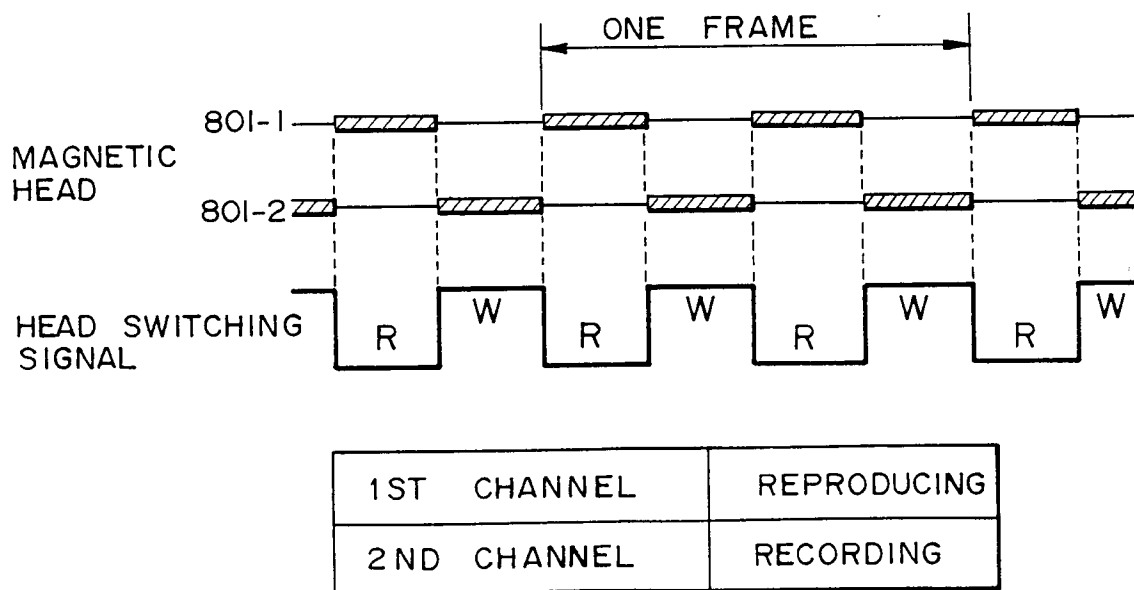 ONE FRAME
801-1
MAGNETIC
HEAD
801-2
HEAD SWITCHING
SIGNAL
R W R W R W R W
1ST CHANNEL REPRODUCING
2ND CHANNEL RECORDING